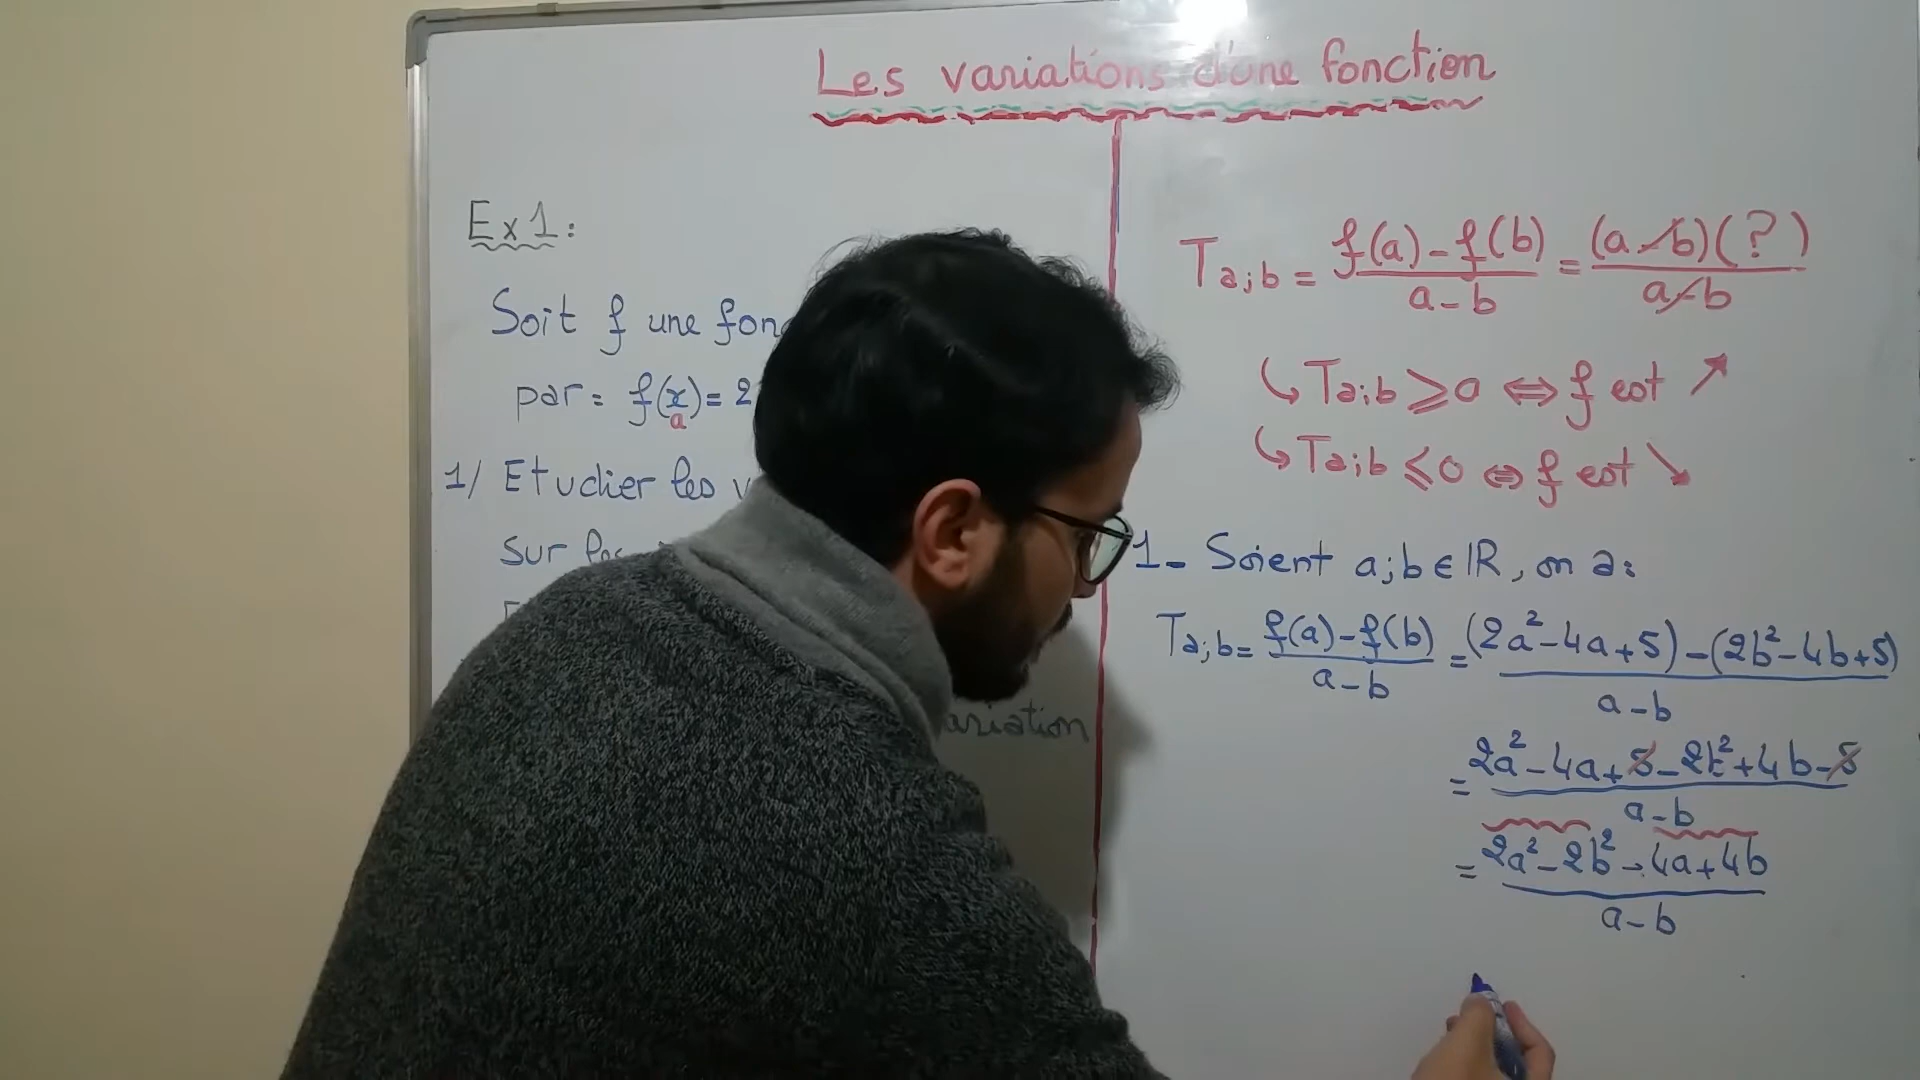 Les variations d'une fonction
Ex1:
Soit f une
par: f(x)= 2
a
1/ Etudier les
sur
variation
Ta;b = f(a)-f(b) / a-b = (a-b)(?) / a-b
↳ Ta;b ⩾ 0 ⇔ f est ↗
↳ Ta;b ⩽ 0 ⇔ f est ↘
1- Soient a;b ∈ IR, on a:
Ta;b = f(a)-f(b) / a-b = (2a²-4a+5)-(2b²-4b+5) / a-b
= 2a²-4a+5-2b²+4b-5 / a-b
= 2a²-2b²-4a+4b / a-b